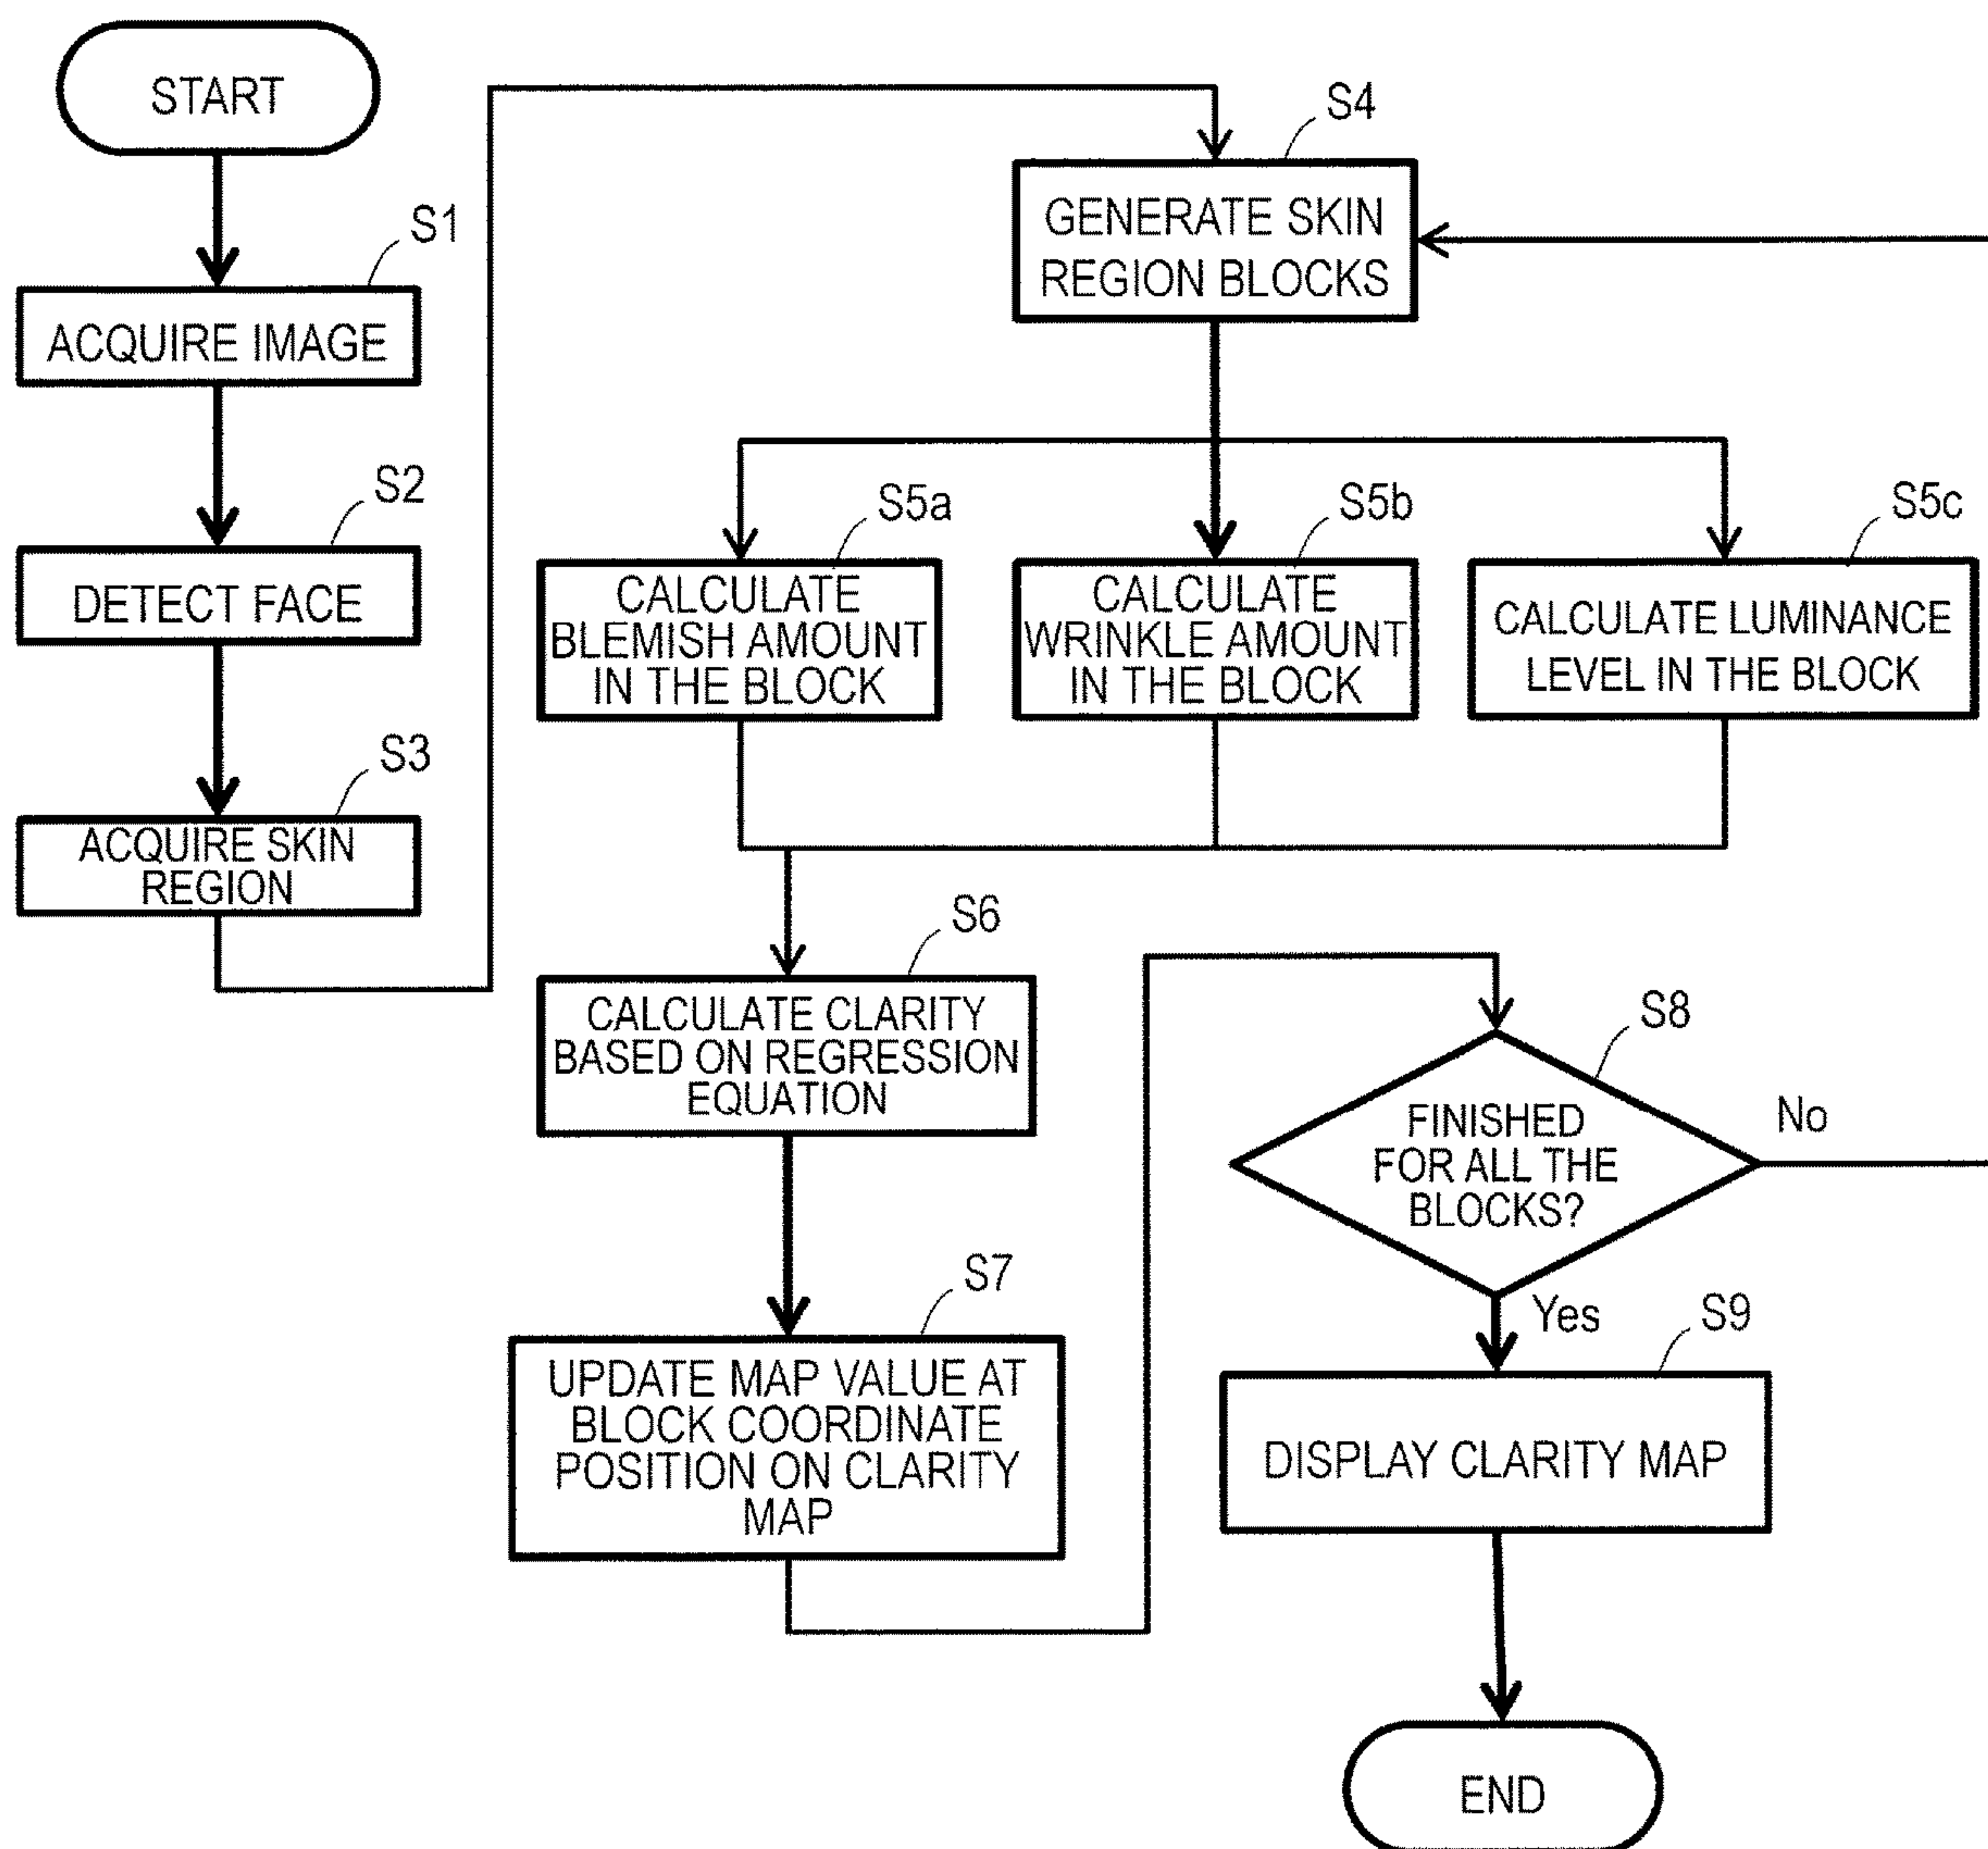 START
S1
ACQUIRE IMAGE
S2
DETECT FACE
S3
ACQUIRE SKIN
REGION
S4
GENERATE SKIN
REGION BLOCKS
S5a
CALCULATE
BLEMISH AMOUNT
IN THE BLOCK
S5b
CALCULATE
WRINKLE AMOUNT
IN THE BLOCK
S5c
CALCULATE LUMINANCE
LEVEL IN THE BLOCK
S6
CALCULATE CLARITY
BASED ON REGRESSION
EQUATION
S7
UPDATE MAP VALUE AT
BLOCK COORDINATE
POSITION ON CLARITY
MAP
S8
FINISHED
FOR ALL THE
BLOCKS?
No
Yes
S9
DISPLAY CLARITY MAP
END